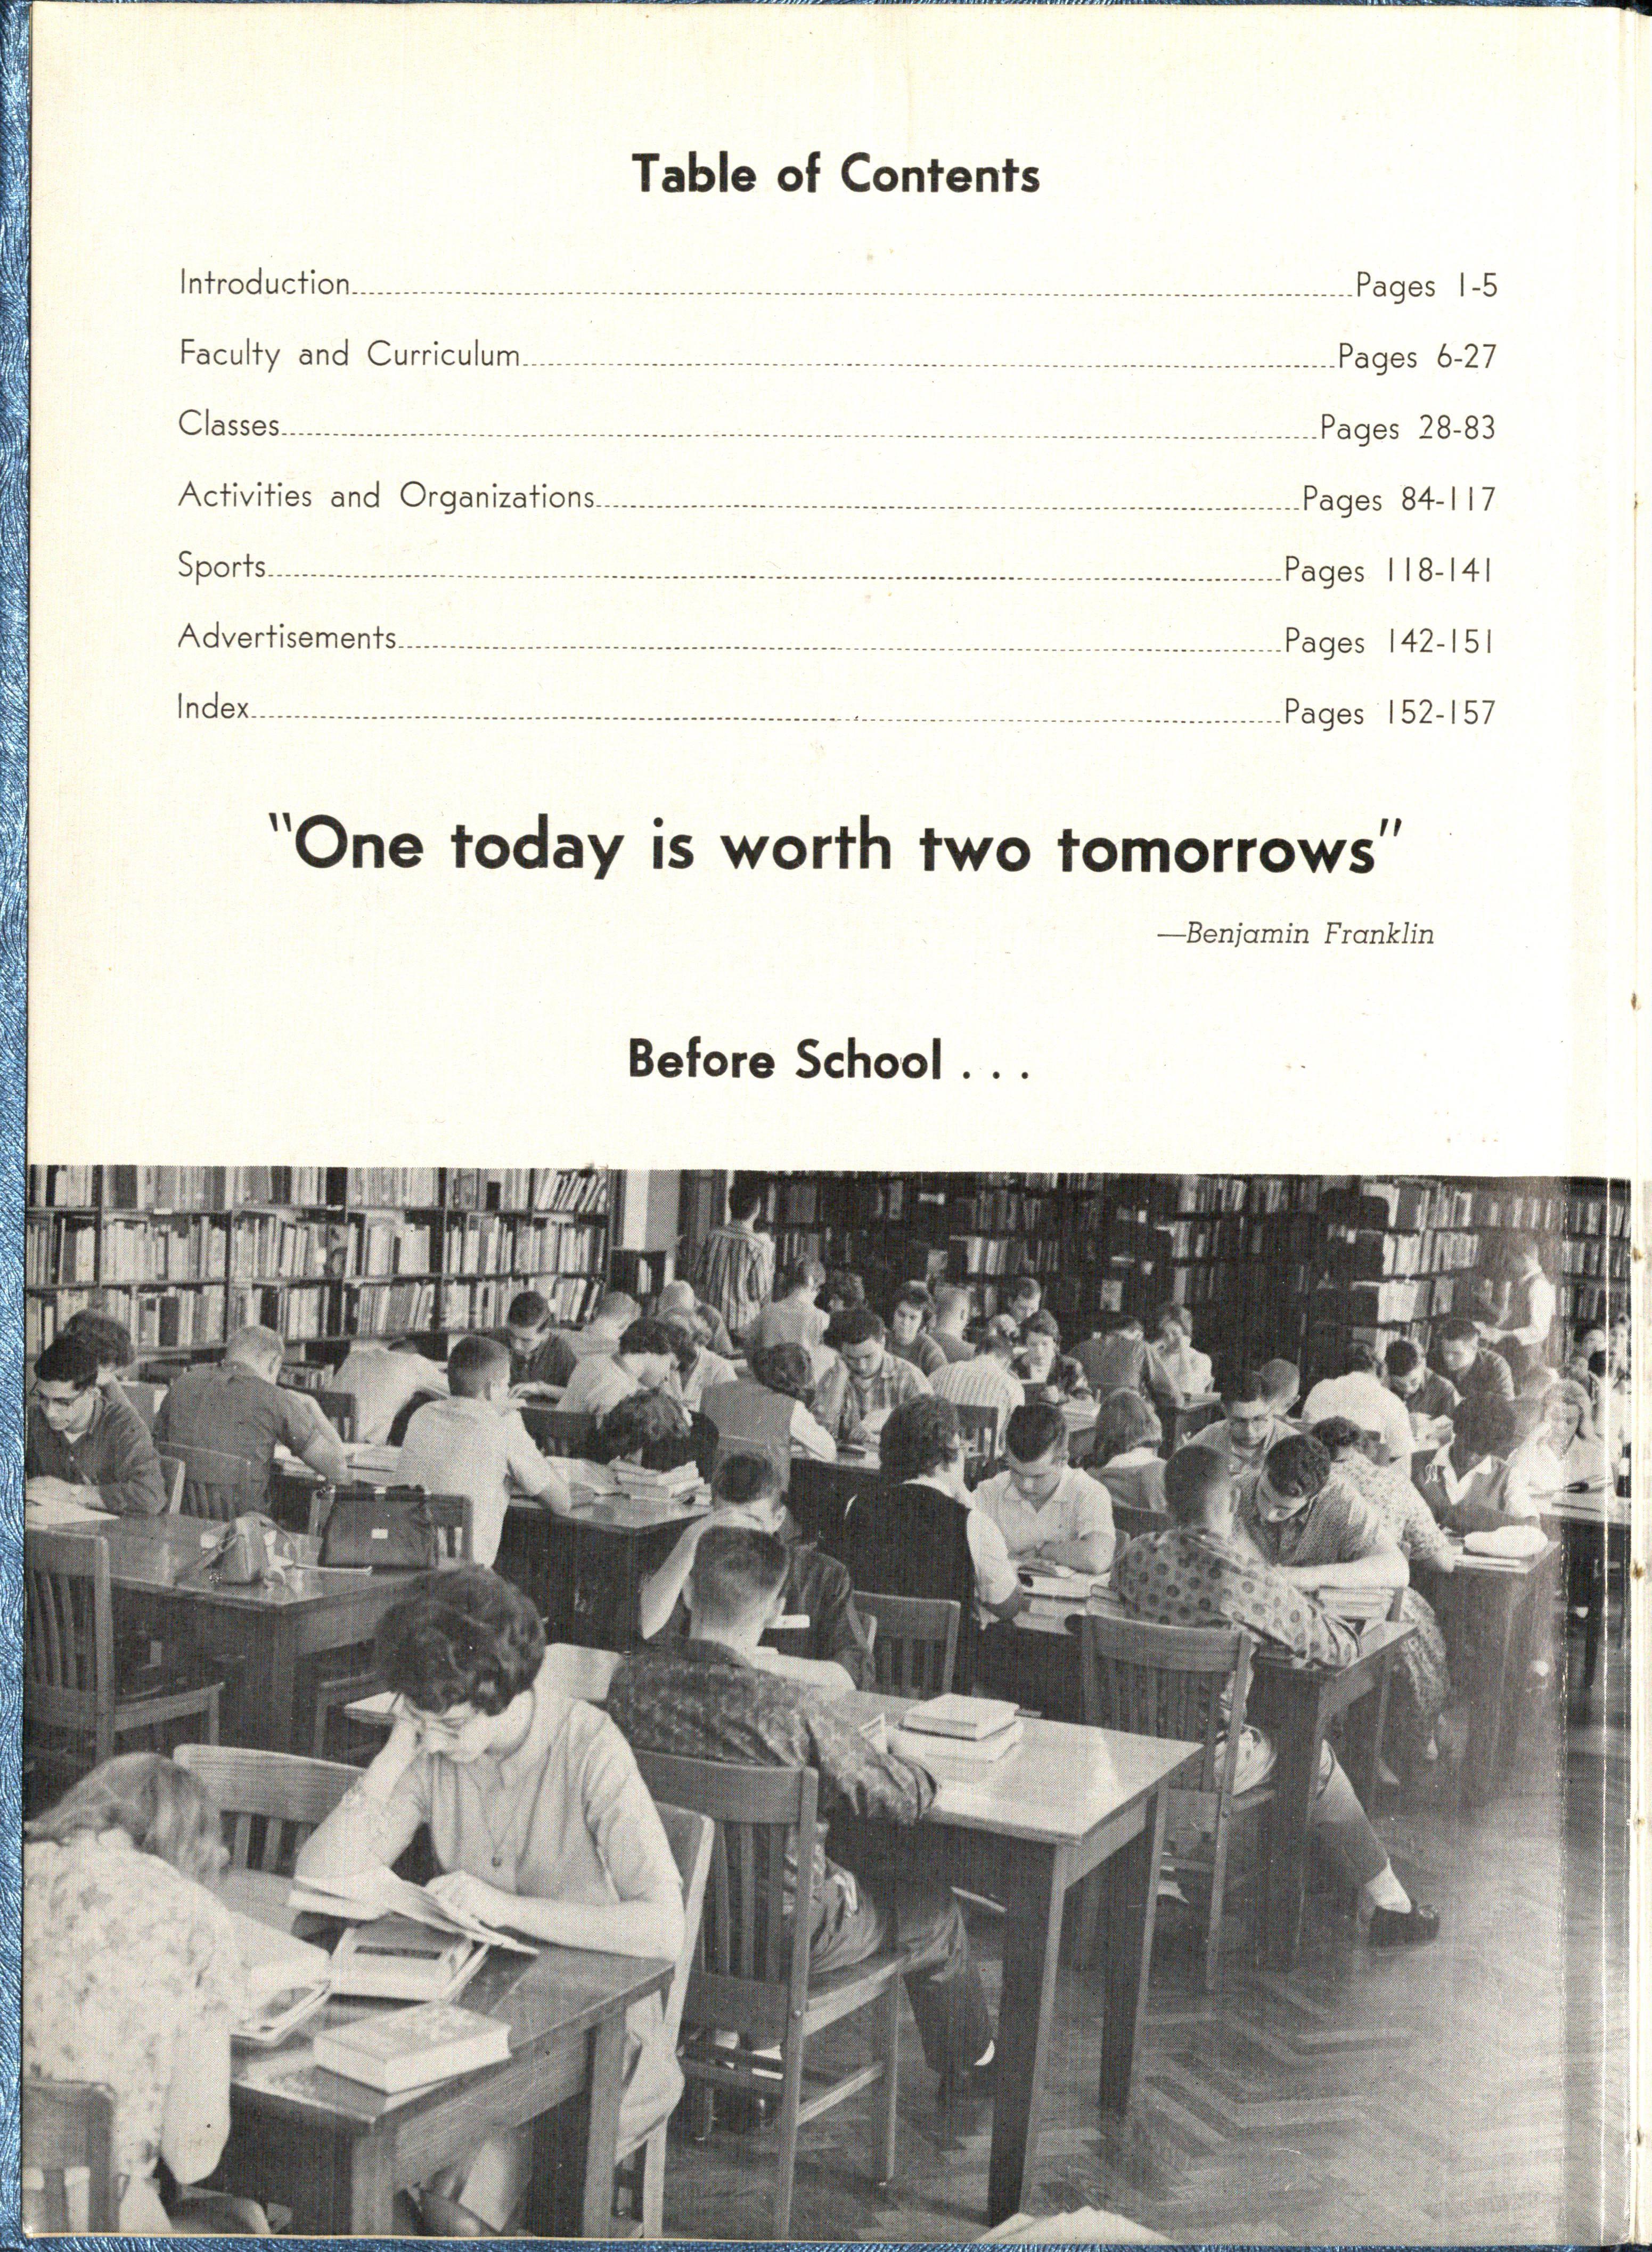 Table of Contents
Introduction Pages 1-5
Faculty and Curriculum Pages 6-27
Classes Pages 28-83
Activities and Organizations Pages 84-117
Sports Pages 118-141
Advertisements Pages 142-151
Index Pages 152-157
"One today is worth two tomorrows"
—Benjamin Franklin
Before School . . .